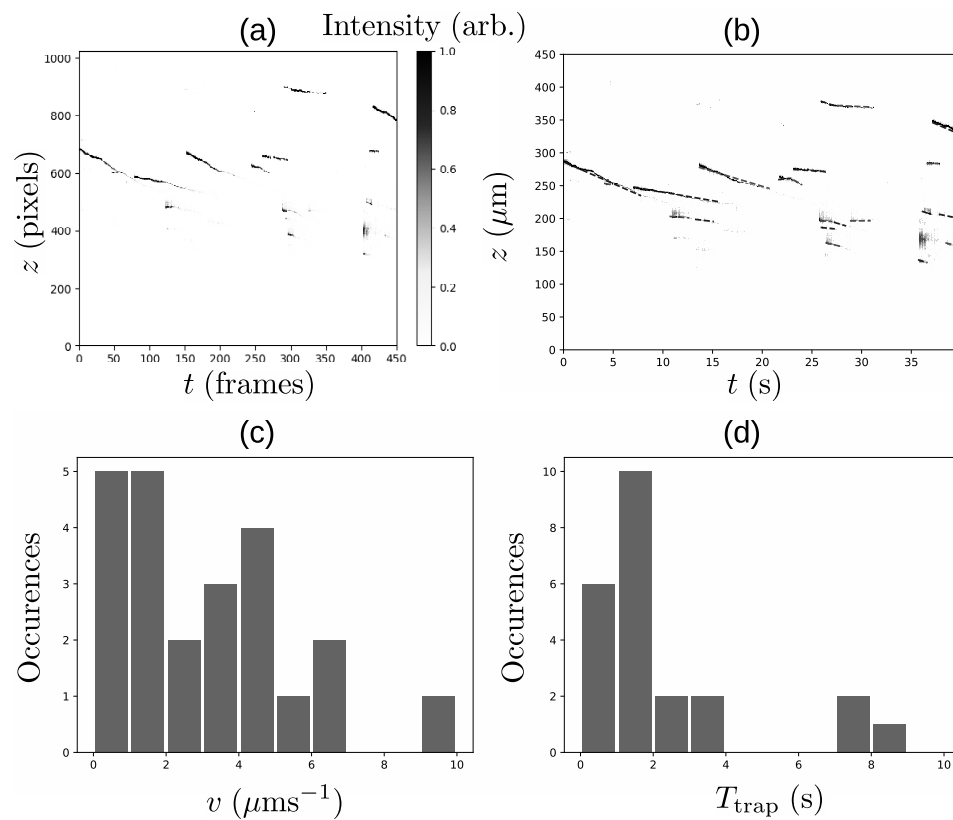 (a) Intensity (arb.) (b)
1000
800
600
400
200
0
z (pixels)
0 50 100 150 200 250 300 350 400 450
t (frames)
1.0
0.8
0.6
0.4
0.2
0.0
450
400
350
300
250
200
150
100
50
0
z (μm)
0 5 10 15 20 25 30 35
t (s)
(c)
5
4
3
2
1
0
Occurences
0 2 4 6 8 10
v (μms⁻¹)
(d)
10
8
6
4
2
0
Occurences
0 2 4 6 8 10
T_trap (s)